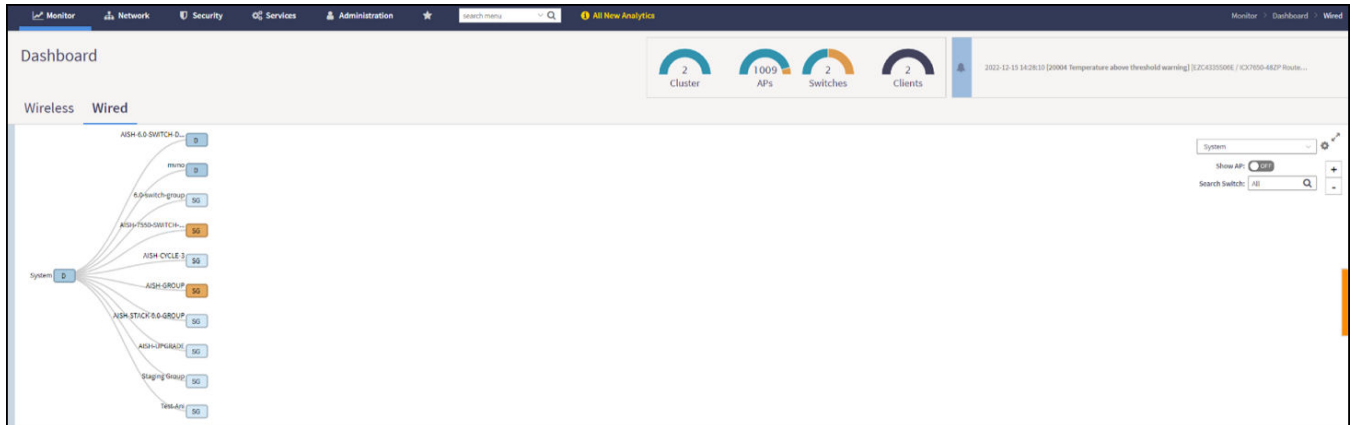 Monitor Network Security Services Administration search menu All New Analytics Monitor > Dashboard > Wired
Dashboard
2 Cluster
1009 APs
2 Switches
2 Clients
2022-12-15 14:28:10 [20004 Temperature above threshold warning] [EZC4335S06E / ICX7650-48ZP Route...
Wireless Wired
AISH-6.0-SWITCH-D... D
mvno D
6.0-switch-group SG
AISH-7550-SWITCH-... SG
AISH-CYCLE-3 SG
System D
AISH-GROUP SG
AISH-STACK-6.0-GROUP SG
AISH-UPGRADE SG
Staging Group SG
Test-Ani SG
System
Show AP: OFF
+
Search Switch: All
-